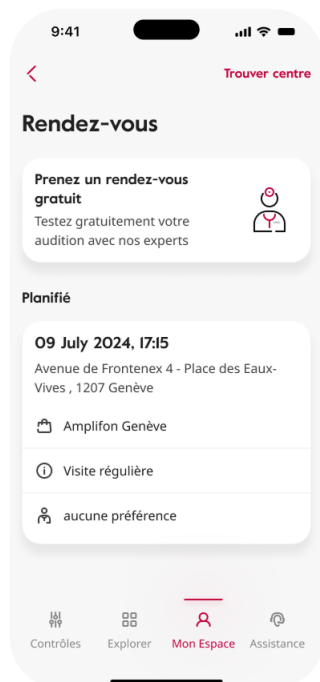 9:41
Trouver centre
Rendez-vous
Prenez un rendez-vous
gratuit
Testez gratuitement votre
audition avec nos experts
Planifié
09 July 2024, 17:15
Avenue de Frontenex 4 - Place des Eaux-
Vives , 1207 Genève
Amplifon Genève
Visite régulière
aucune préférence
Contrôles Explorer Mon Espace Assistance